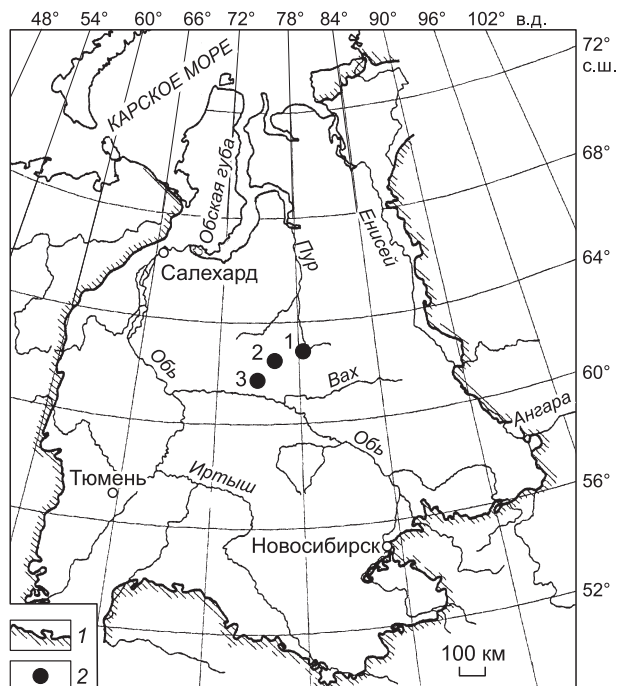 48° 54° 60° 66° 72° 78° 84° 90° 96° 102° в.д.
72°
с.ш.
КАРСКОЕ МОРЕ
68°
Обская губа
Енисей
Пур
64°
Салехард
1
2
3
Обь
Вах
60°
Ангара
Обь
Тюмень
Иртыш
56°
Новосибирск
52°
1
2
100 км